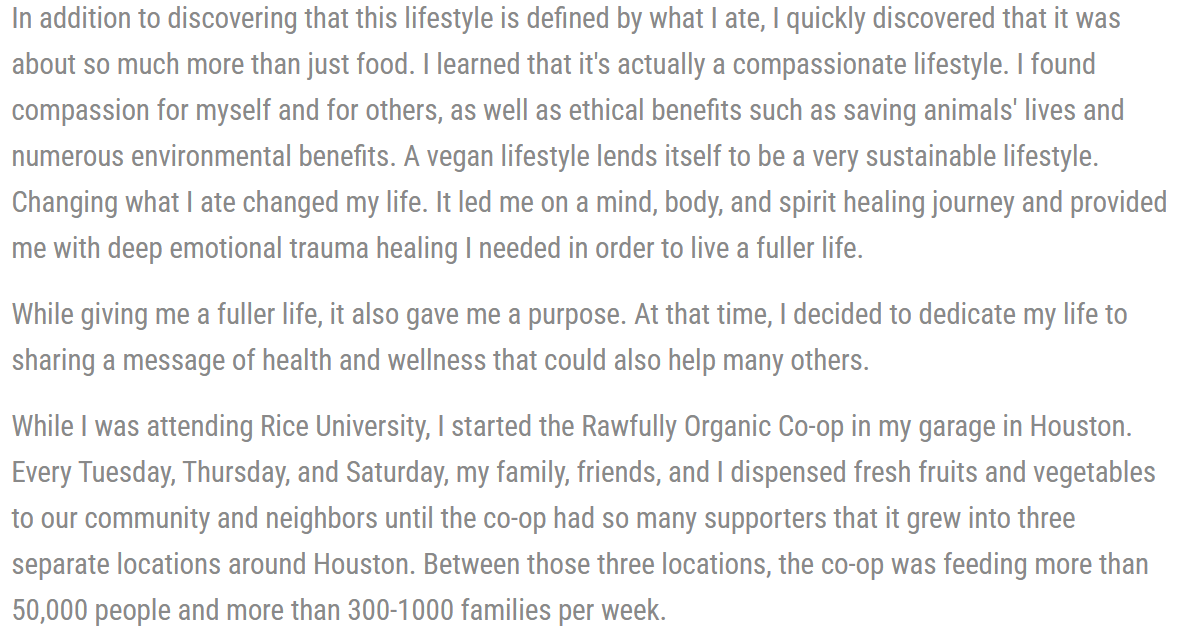 In addition to discovering that this lifestyle is defined by what I ate, I quickly discovered that it was
about so much more than just food. I learned that it's actually a compassionate lifestyle. I found
compassion for myself and for others, as well as ethical benefits such as saving animals' lives and
numerous environmental benefits. A vegan lifestyle lends itself to be a very sustainable lifestyle.
Changing what I ate changed my life. It led me on a mind, body, and spirit healing journey and provided
me with deep emotional trauma healing I needed in order to live a fuller life.
While giving me a fuller life, it also gave me a purpose. At that time, I decided to dedicate my life to
sharing a message of health and wellness that could also help many others.
While I was attending Rice University, I started the Rawfully Organic Co-op in my garage in Houston.
Every Tuesday, Thursday, and Saturday, my family, friends, and I dispensed fresh fruits and vegetables
to our community and neighbors until the co-op had so many supporters that it grew into three
separate locations around Houston. Between those three locations, the co-op was feeding more than
50,000 people and more than 300-1000 families per week.